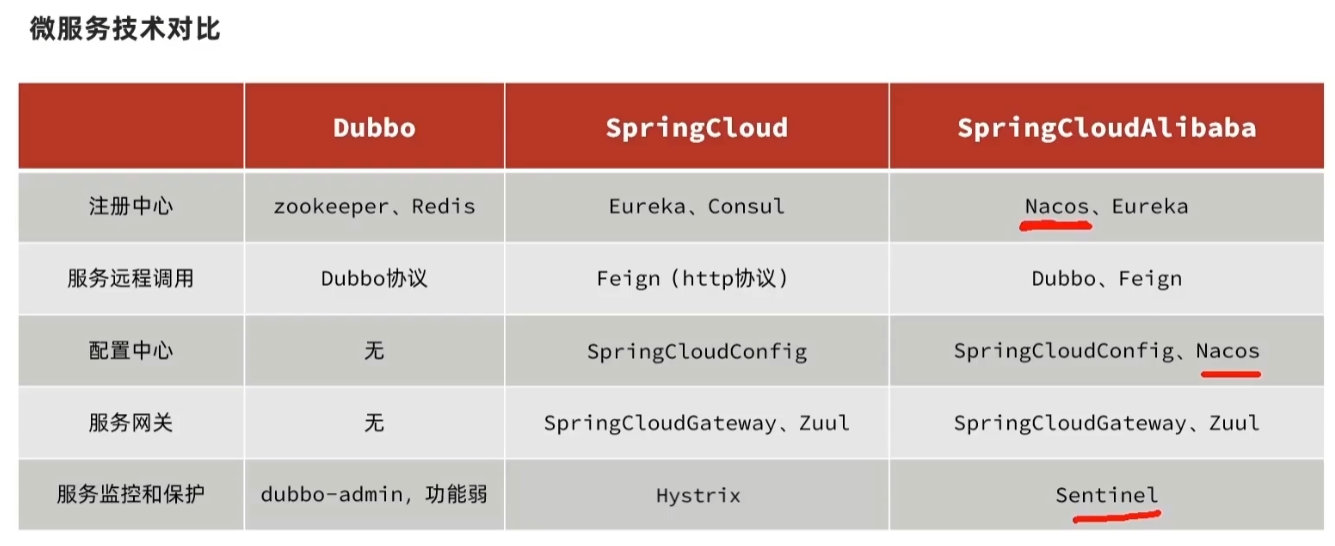 微服务技术对比
Dubbo SpringCloud SpringCloudAlibaba
注册中心 zookeeper、Redis Eureka、Consul Nacos、Eureka
服务远程调用 Dubbo协议 Feign（http协议） Dubbo、Feign
配置中心 无 SpringCloudConfig SpringCloudConfig、Nacos
服务网关 无 SpringCloudGateway、Zuul SpringCloudGateway、Zuul
服务监控和保护 dubbo-admin，功能弱 Hystrix Sentinel